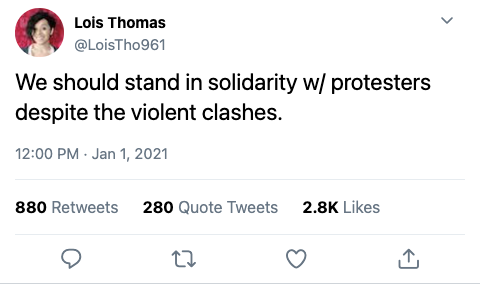 Lois Thomas
@LoisTho961
We should stand in solidarity w/ protesters
despite the violent clashes.
12:00 PM · Jan 1, 2021
880 Retweets 280 Quote Tweets 2.8K Likes